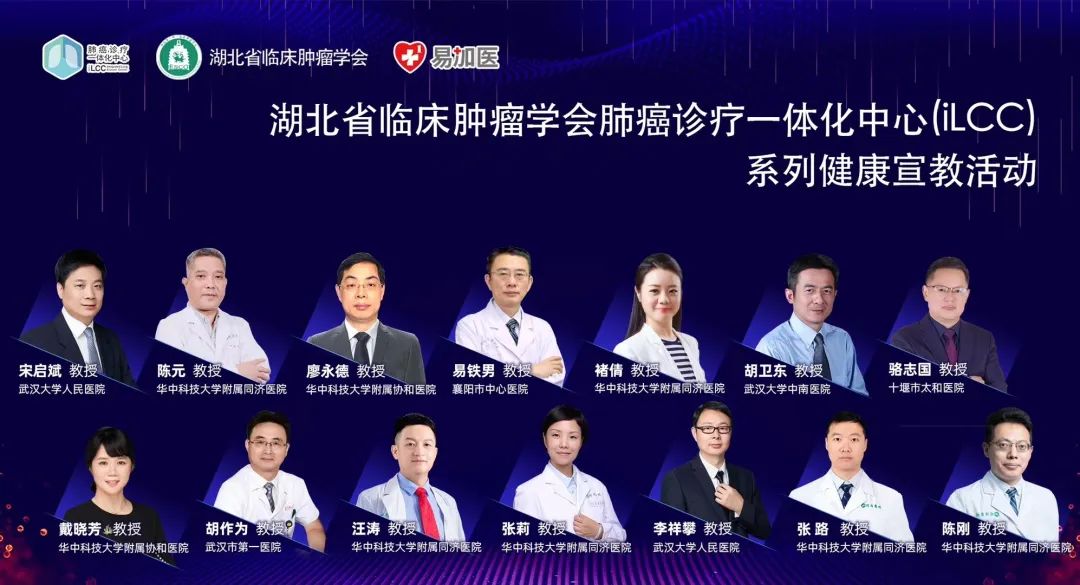 肺癌诊疗
一体化中心
iLCC
湖北省临床肿瘤学会
易加医
湖北省临床肿瘤学会肺癌诊疗一体化中心(iLCC)
系列健康宣教活动
宋启斌 教授
武汉大学人民医院
陈元 教授
华中科技大学附属同济医院
廖永德 教授
华中科技大学附属协和医院
易铁男 教授
襄阳市中心医院
褚倩 教授
华中科技大学附属同济医院
胡卫东 教授
武汉大学中南医院
骆志国 教授
十堰市太和医院
戴晓芳 教授
华中科技大学附属协和医院
胡作为 教授
武汉市第一医院
汪涛 教授
华中科技大学附属同济医院
张莉 教授
华中科技大学附属同济医院
李祥攀 教授
武汉大学人民医院
张路 教授
华中科技大学附属同济医院
陈刚 教授
华中科技大学附属同济医院